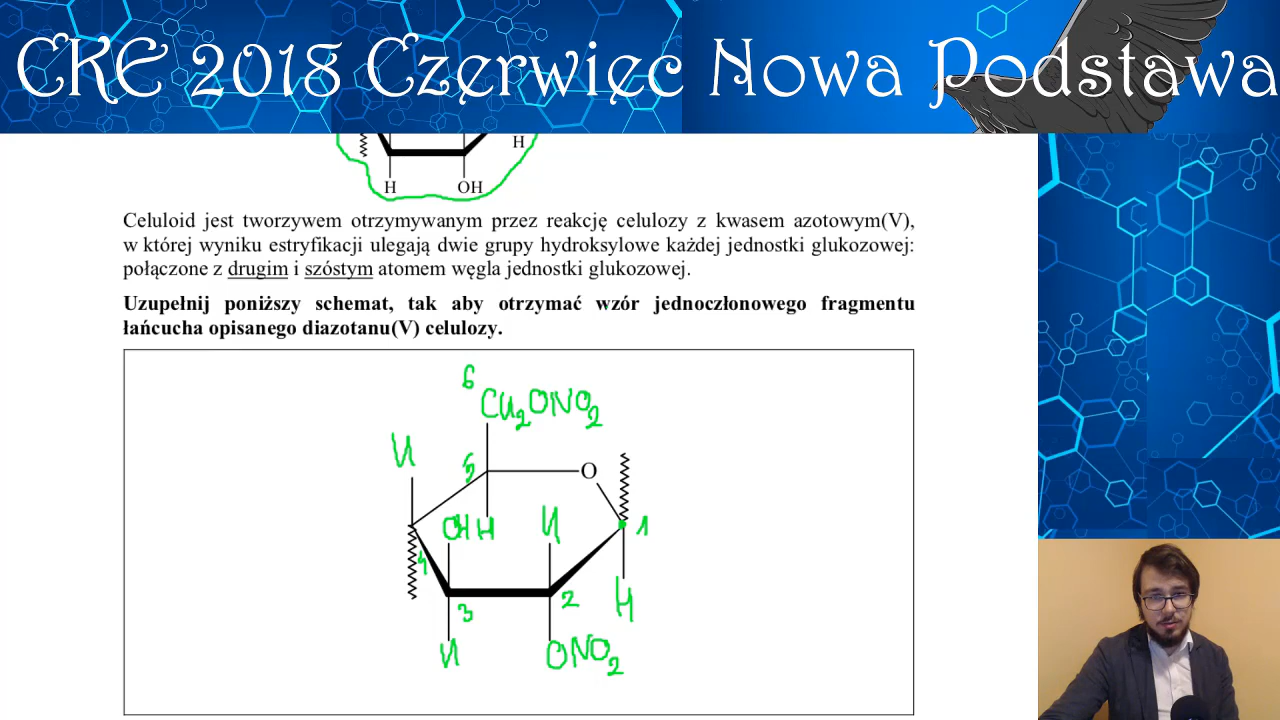 CKE 2018 Czerwięc Nowa Podstawa
H
H OH
Celuloid jest tworzywem otrzymywanym przez reakcję celulozy z kwasem azotowym(V),
w której wyniku estryfikacji ulegają dwie grupy hydroksylowe każdej jednostki glukozowej:
połączone z drugim i szóstym atomem węgla jednostki glukozowej.
Uzupełnij poniższy schemat, tak aby otrzymać wzór jednoczłonowego fragmentu
łańcucha opisanego diazotanu(V) celulozy.
6
CH2ONO2
H
5 O
OH H H 1
4
3 2 H
H ONO2